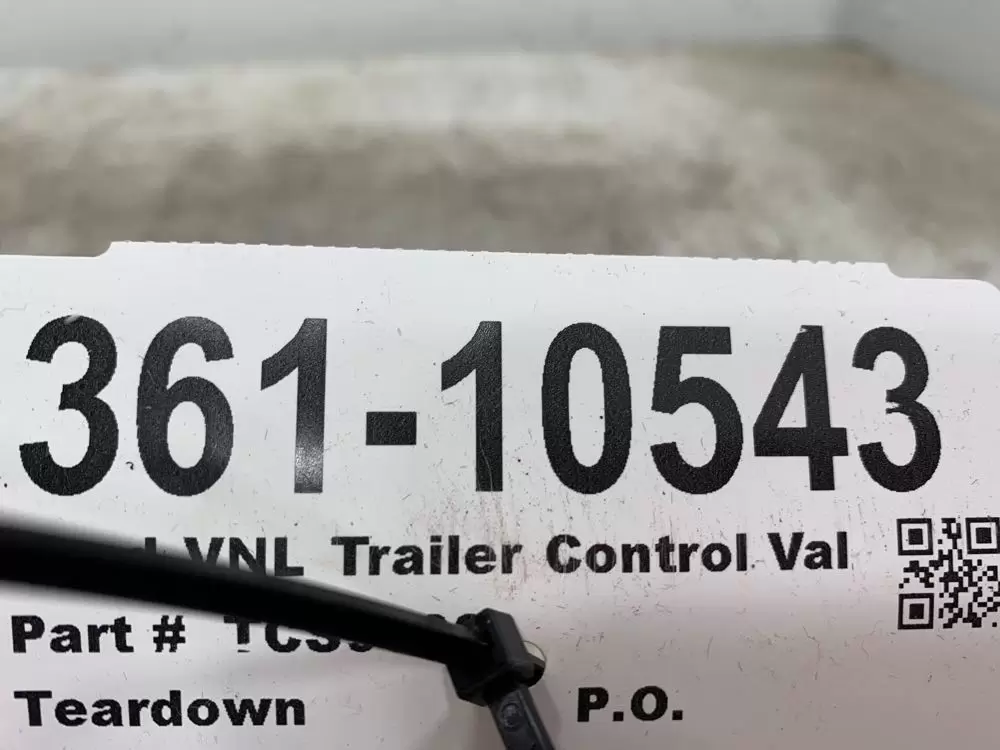 361-10543
VNL Trailer Control Val
Part #
Teardown P.O.